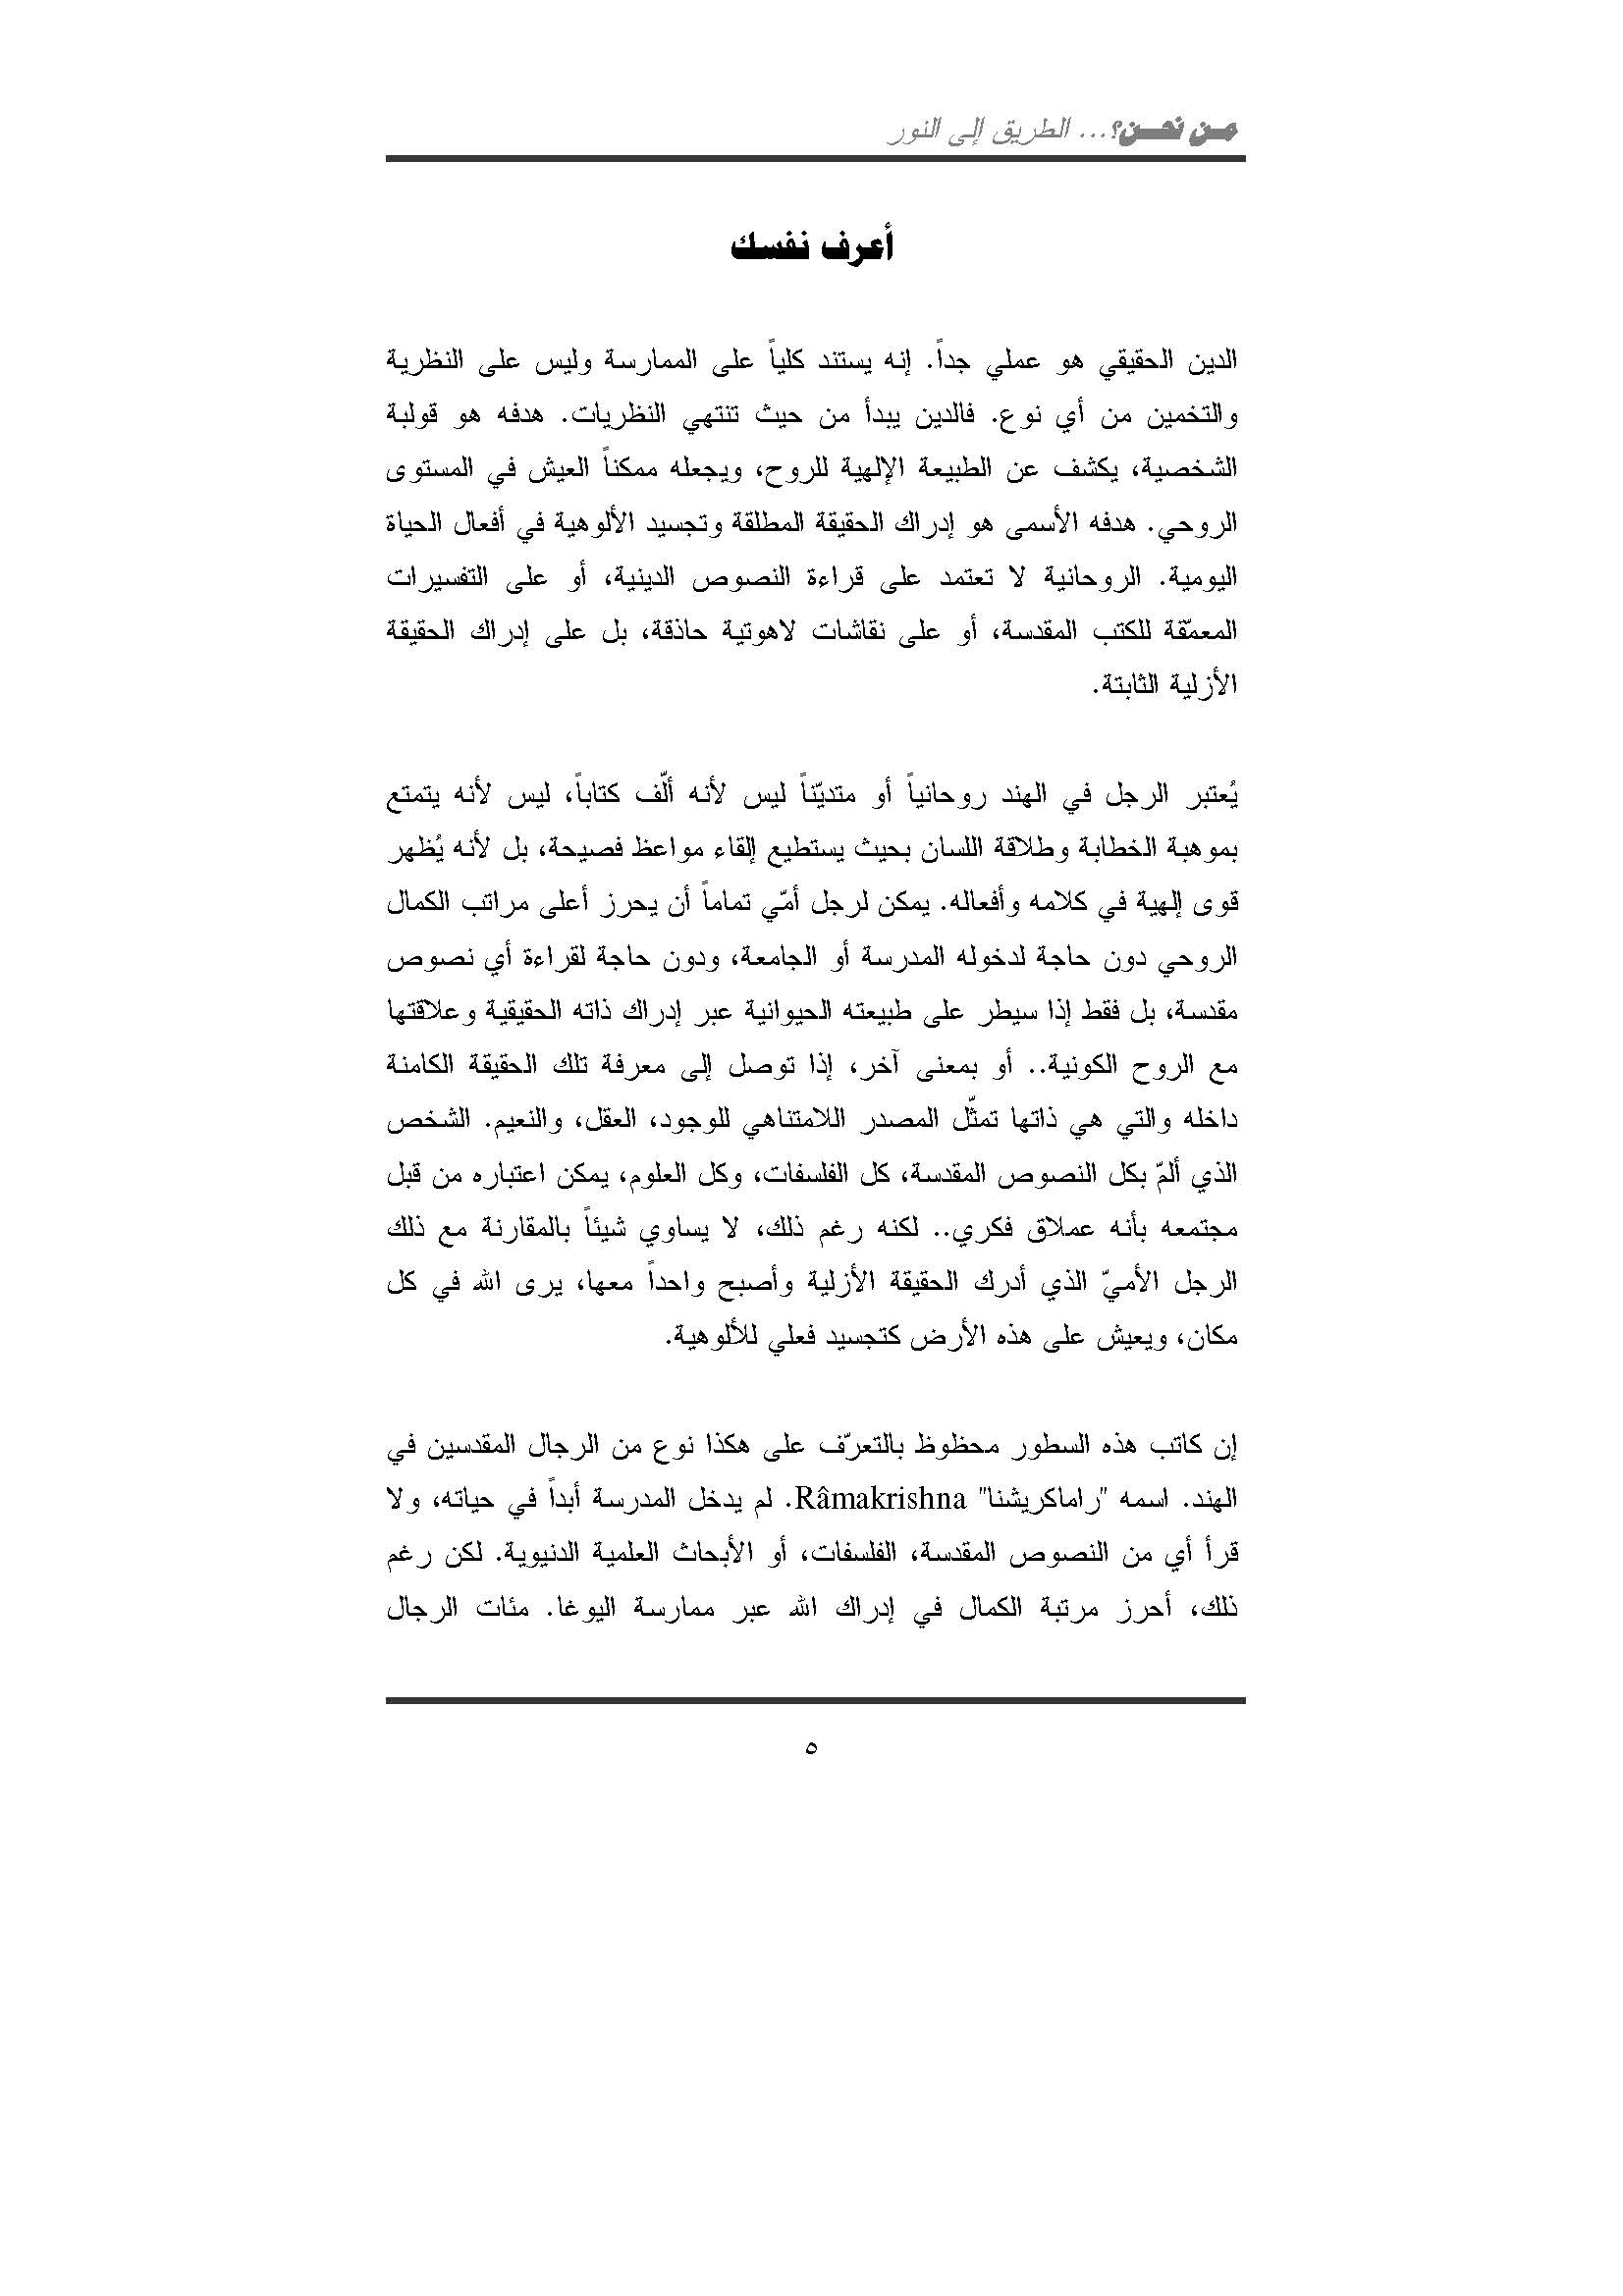 من نحن؟... الطريق إلى النور
أعرف نفسك
الدين الحقيقي هو عملي جداً. إنه يستند كلياً على الممارسة وليس على النظرية
والتخمين من أي نوع. فالدين يبدأ من حيث تنتهي النظريات. هدفه هو قولبة
الشخصية، يكشف عن الطبيعة الإلهية للروح، ويجعله ممكناً العيش في المستوى
الروحي. هدفه الأسمى هو إدراك الحقيقة المطلقة وتجسيد الألوهية في أفعال الحياة
اليومية. الروحانية لا تعتمد على قراءة النصوص الدينية، أو على التفسيرات
المعمّقة للكتب المقدسة، أو على نقاشات لاهوتية حاذقة، بل على إدراك الحقيقة
الأزلية الثابتة.
يُعتبر الرجل في الهند روحانياً أو متديّناً ليس لأنه ألّف كتاباً، ليس لأنه يتمتع
بموهبة الخطابة وطلاقة اللسان بحيث يستطيع إلقاء مواعظ فصيحة، بل لأنه يُظهر
قوى إلهية في كلامه وأفعاله. يمكن لرجل أمّي تماماً أن يحرز أعلى مراتب الكمال
الروحي دون حاجة لدخوله المدرسة أو الجامعة، ودون حاجة لقراءة أي نصوص
مقدسة، بل فقط إذا سيطر على طبيعته الحيوانية عبر إدراك ذاته الحقيقية وعلاقتها
مع الروح الكونية.. أو بمعنى آخر، إذا توصل إلى معرفة تلك الحقيقة الكامنة
داخله والتي هي ذاتها تمثّل المصدر اللامتناهي للوجود، العقل، والنعيم. الشخص
الذي ألمّ بكل النصوص المقدسة، كل الفلسفات، وكل العلوم، يمكن اعتباره من قبل
مجتمعه بأنه عملاق فكري.. لكنه رغم ذلك، لا يساوي شيئاً بالمقارنة مع ذلك
الرجل الأميّ الذي أدرك الحقيقة الأزلية وأصبح واحداً معها، يرى الله في كل
مكان، ويعيش على هذه الأرض كتجسيد فعلي للألوهية.
إن كاتب هذه السطور محظوظ بالتعرّف على هكذا نوع من الرجال المقدسين في
الهند. اسمه "راماكريشنا" Râmakrishna. لم يدخل المدرسة أبداً في حياته، ولا
قرأ أي من النصوص المقدسة، الفلسفات، أو الأبحاث العلمية الدنيوية. لكن رغم
ذلك، أحرز مرتبة الكمال في إدراك الله عبر ممارسة اليوغا. مئات الرجال
٥